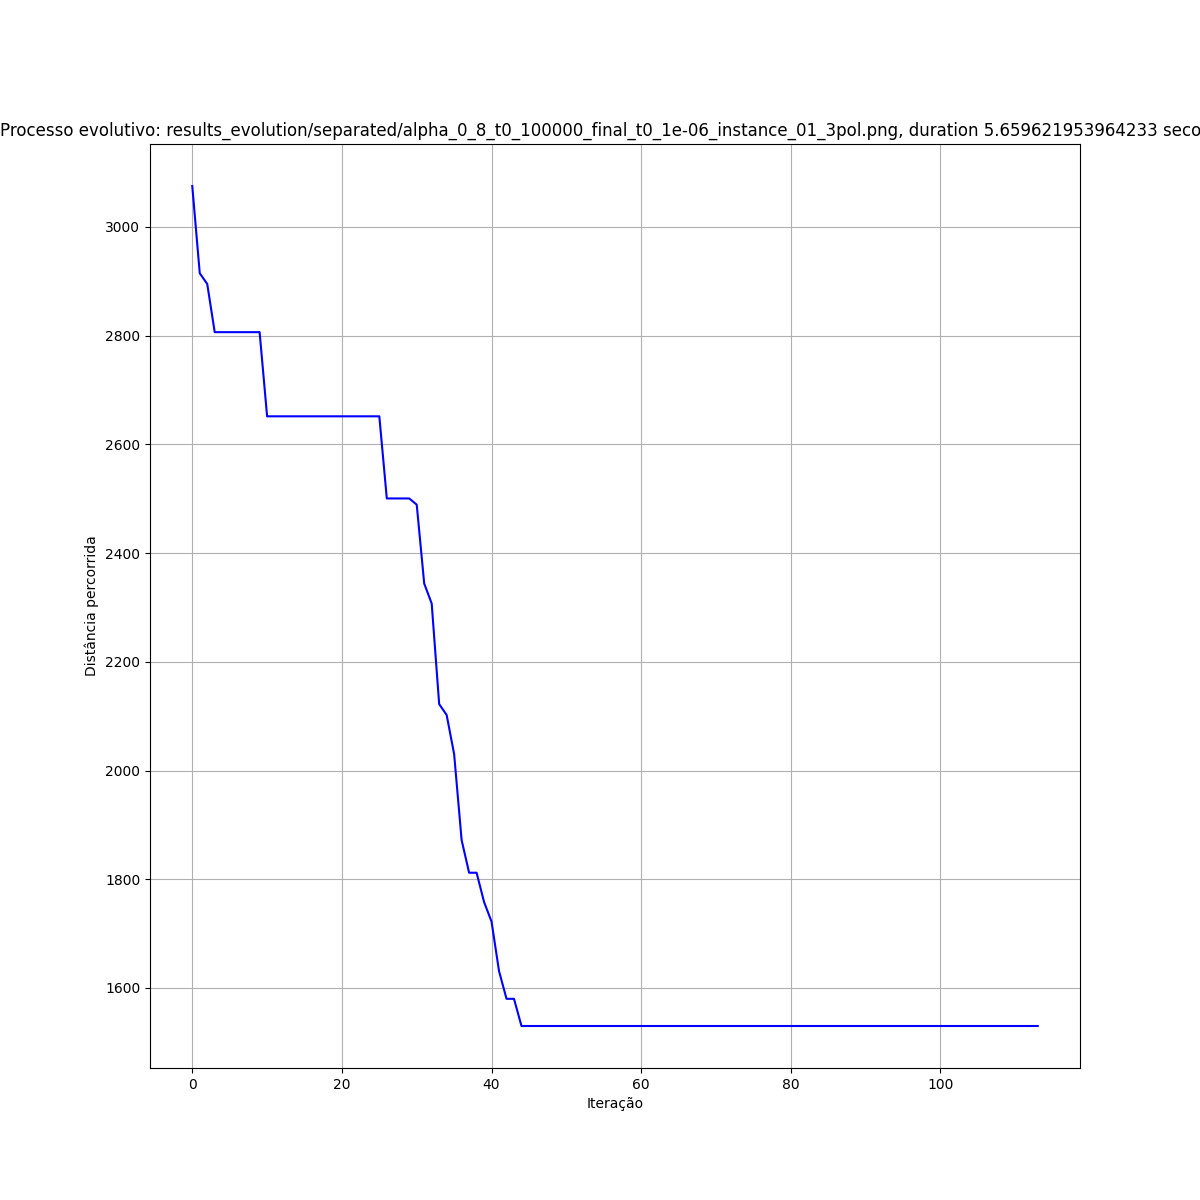 Processo evolutivo: results_evolution/separated/alpha_0_8_t0_100000_final_t0_1e-06_instance_01_3pol.png, duration 5.659621953964233 seco
3000
2800
2600
2400
2200
2000
1800
1600
Distância percorrida
0 20 40 60 80 100
Iteração